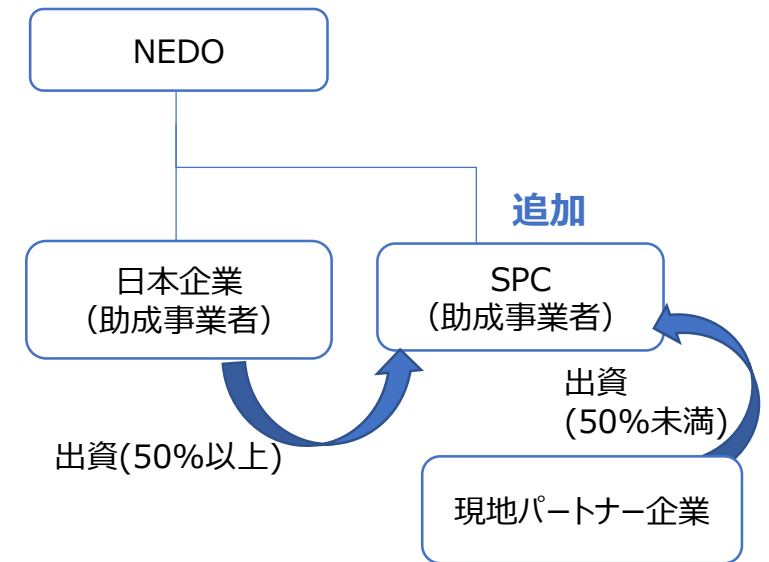 NEDO
追加
日本企業
（助成事業者）
SPC
（助成事業者）
出資
(50%未満)
出資(50%以上)
現地パートナー企業